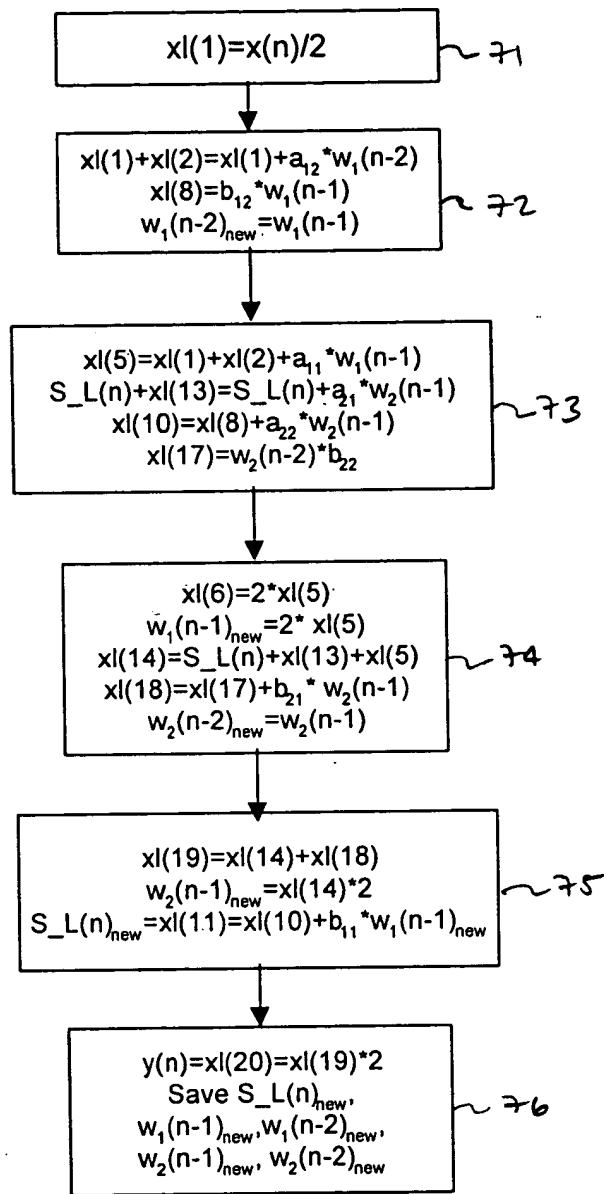 xl(1)=x(n)/2
71
xl(1)+xl(2)=xl(1)+a₁₂*w₁(n-2)
xl(8)=b₁₂*w₁(n-1)
w₁(n-2)new=w₁(n-1)
72
xl(5)=xl(1)+xl(2)+a₁₁*w₁(n-1)
S_L(n)+xl(13)=S_L(n)+a₂₁*w₂(n-1)
xl(10)=xl(8)+a₂₂*w₂(n-1)
xl(17)=w₂(n-2)*b₂₂
73
xl(6)=2*xl(5)
w₁(n-1)new=2* xl(5)
xl(14)=S_L(n)+xl(13)+xl(5)
xl(18)=xl(17)+b₂₁* w₂(n-1)
w₂(n-2)new=w₂(n-1)
74
xl(19)=xl(14)+xl(18)
w₂(n-1)new=xl(14)*2
S_L(n)new=xl(11)=xl(10)+b₁₁*w₁(n-1)new
75
y(n)=xl(20)=xl(19)*2
Save S_L(n)new,
w₁(n-1)new,w₁(n-2)new,
w₂(n-1)new, w₂(n-2)new
76